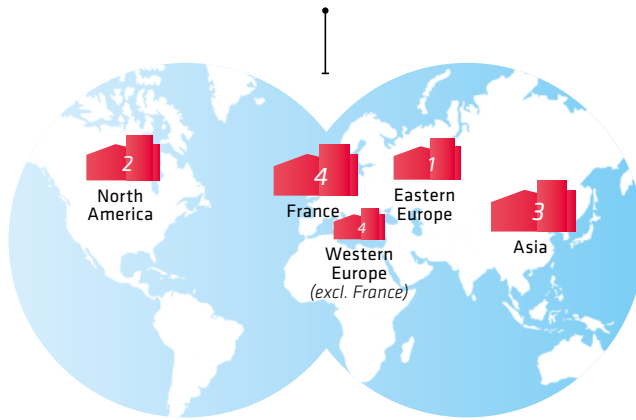 2
North
America
4
France
1
Eastern
Europe
3
Asia
4
Western
Europe
(excl. France)